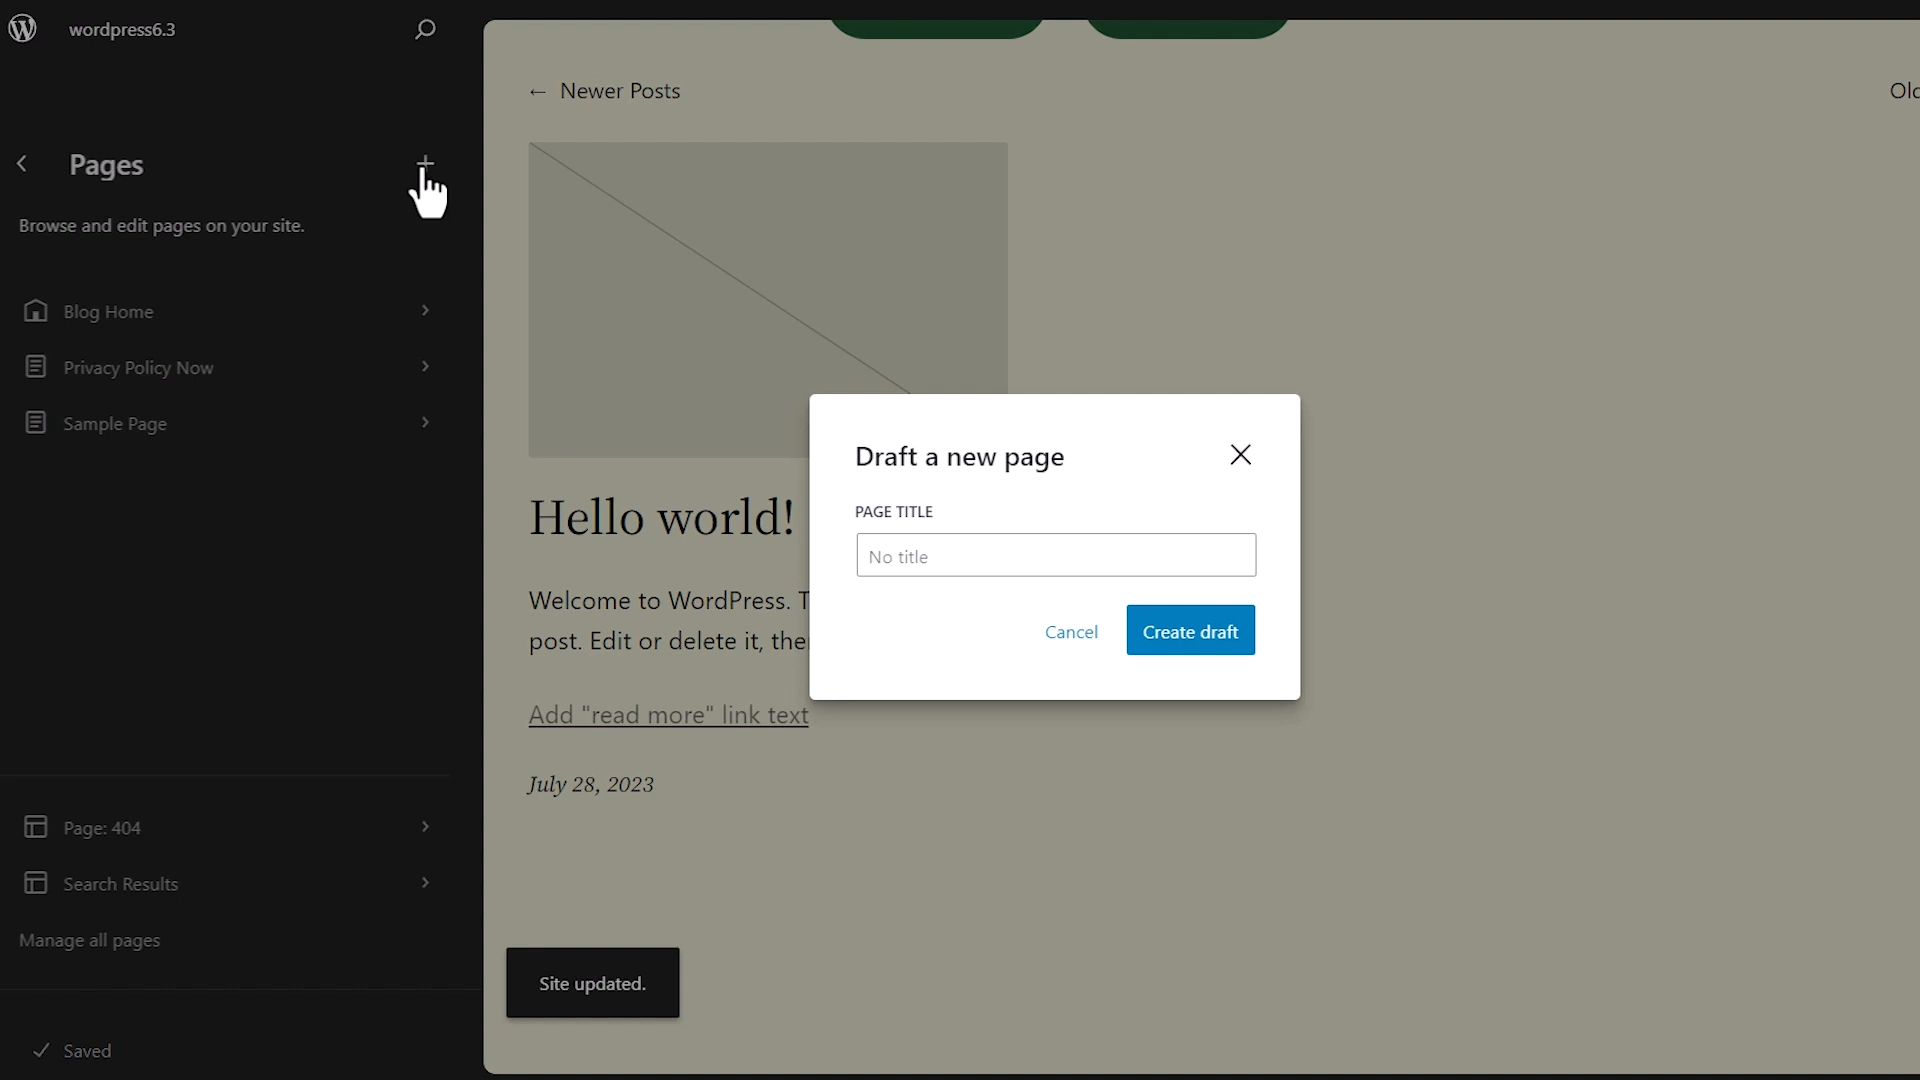 wordpress6.3
Pages
Browse and edit pages on your site.
Blog Home
Privacy Policy Now
Sample Page
Page: 404
Search Results
Manage all pages
Saved
← Newer Posts
Hello world!
Welcome to WordPress.
post. Edit or delete it,
Add "read more" link text
July 28, 2023
Site updated.
Draft a new page
PAGE TITLE
No title
Cancel
Create draft